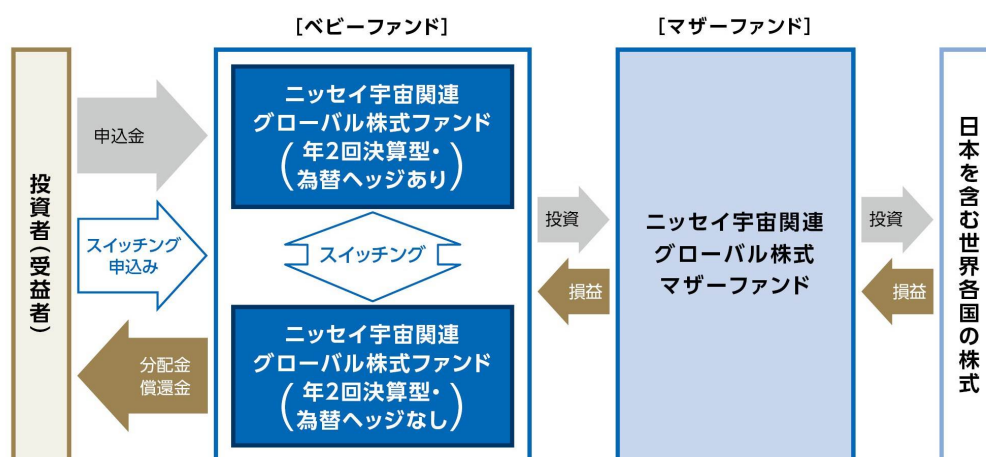 [ベビーファンド]
[マザーファンド]
投資者(受益者)
申込金
スイッチング
申込み
分配金
償還金
ニッセイ宇宙関連
グローバル株式ファンド
(年2回決算型・
為替ヘッジあり)
スイッチング
ニッセイ宇宙関連
グローバル株式ファンド
(年2回決算型・
為替ヘッジなし)
投資
損益
ニッセイ宇宙関連
グローバル株式
マザーファンド
投資
損益
日本を含む世界各国の株式